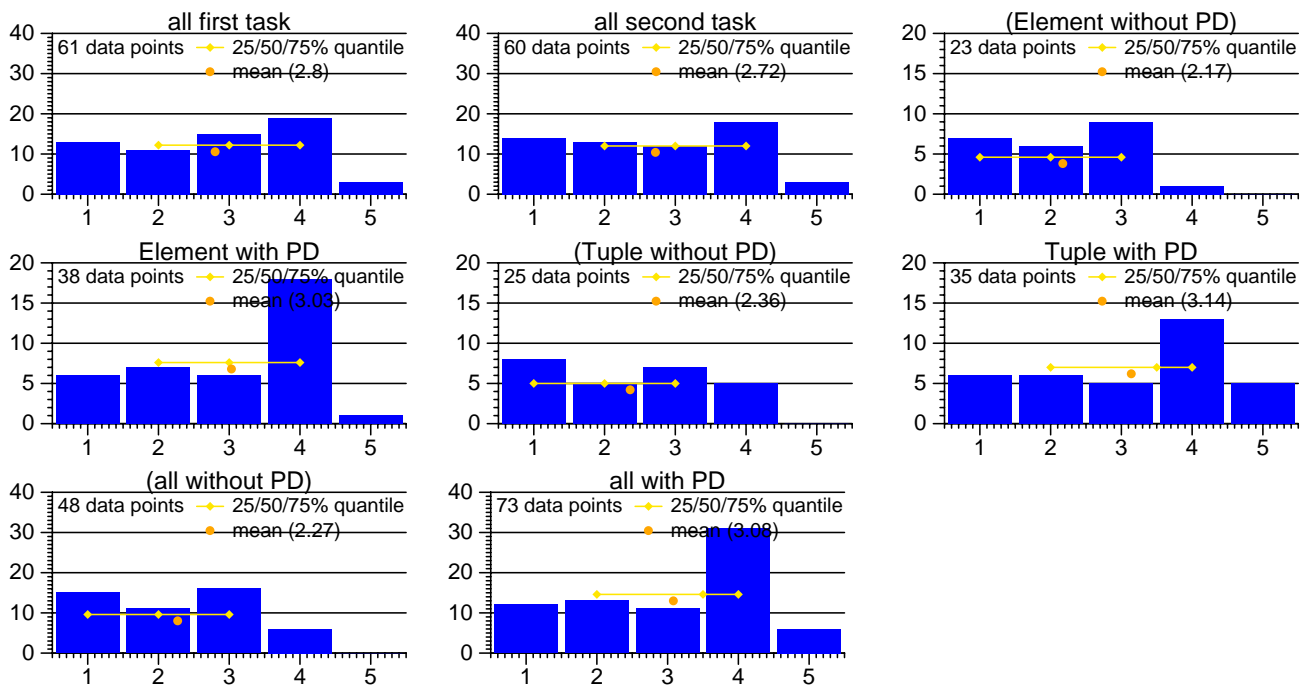 all first task
40
30
20
10
0
61 data points 25/50/75% quantile
mean (2.8)
1 2 3 4 5
all second task
40
30
20
10
0
60 data points 25/50/75% quantile
mean (2.72)
1 2 3 4 5
(Element without PD)
20
15
10
5
0
23 data points 25/50/75% quantile
mean (2.17)
1 2 3 4 5
Element with PD
20
15
10
5
0
38 data points 25/50/75% quantile
mean (3.03)
1 2 3 4 5
(Tuple without PD)
20
15
10
5
0
25 data points 25/50/75% quantile
mean (2.36)
1 2 3 4 5
Tuple with PD
20
15
10
5
0
35 data points 25/50/75% quantile
mean (3.14)
1 2 3 4 5
(all without PD)
40
30
20
10
0
48 data points 25/50/75% quantile
mean (2.27)
1 2 3 4 5
all with PD
40
30
20
10
0
73 data points 25/50/75% quantile
mean (3.08)
1 2 3 4 5